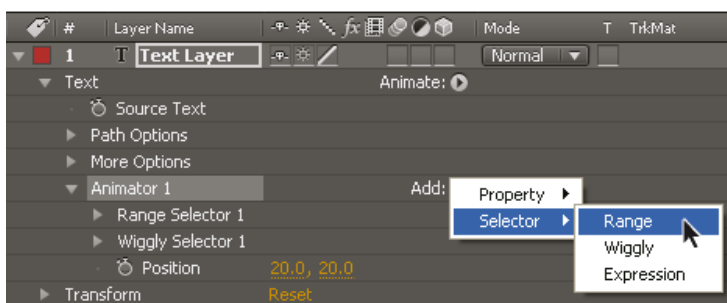 # Layer Name fx Mode T TrkMat
1 T Text Layer Normal
Text Animate:
Source Text
Path Options
More Options
Animator 1 Add: Property
Range Selector 1 Selector Range
Wiggly Selector 1 Wiggly
Position 20.0, 20.0 Expression
Transform Reset